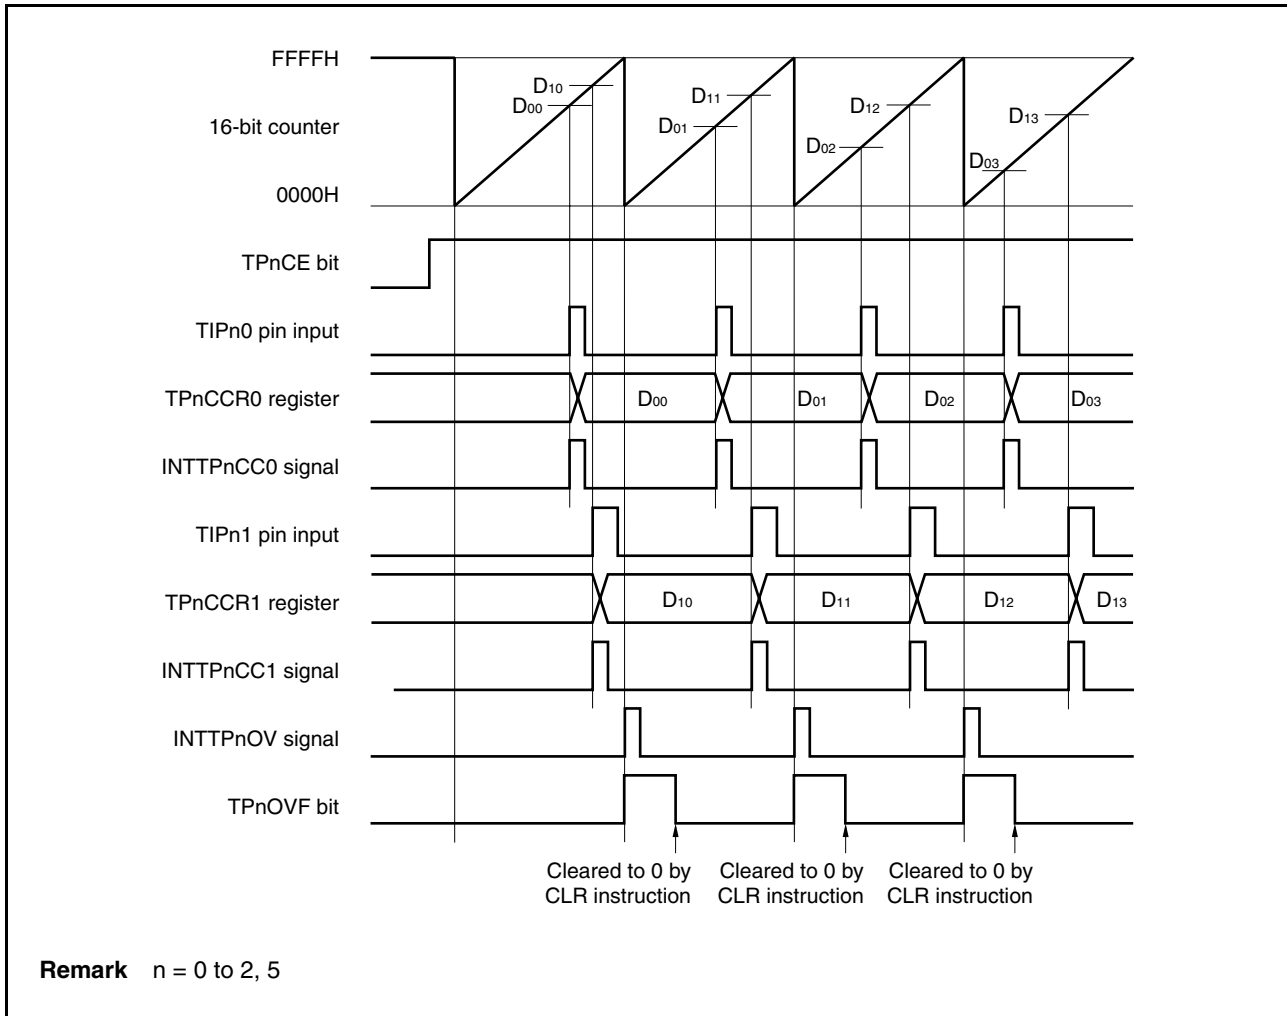 FFFFH
D10
D00
D11
D01
D12
D02
D13
D03
16-bit counter
0000H
TPnCE bit
TIPn0 pin input
TPnCCR0 register
D00
D01
D02
D03
INTTPnCC0 signal
TIPn1 pin input
TPnCCR1 register
D10
D11
D12
D13
INTTPnCC1 signal
INTTPnOV signal
TPnOVF bit
Cleared to 0 by
CLR instruction
Cleared to 0 by
CLR instruction
Cleared to 0 by
CLR instruction
Remark n = 0 to 2, 5